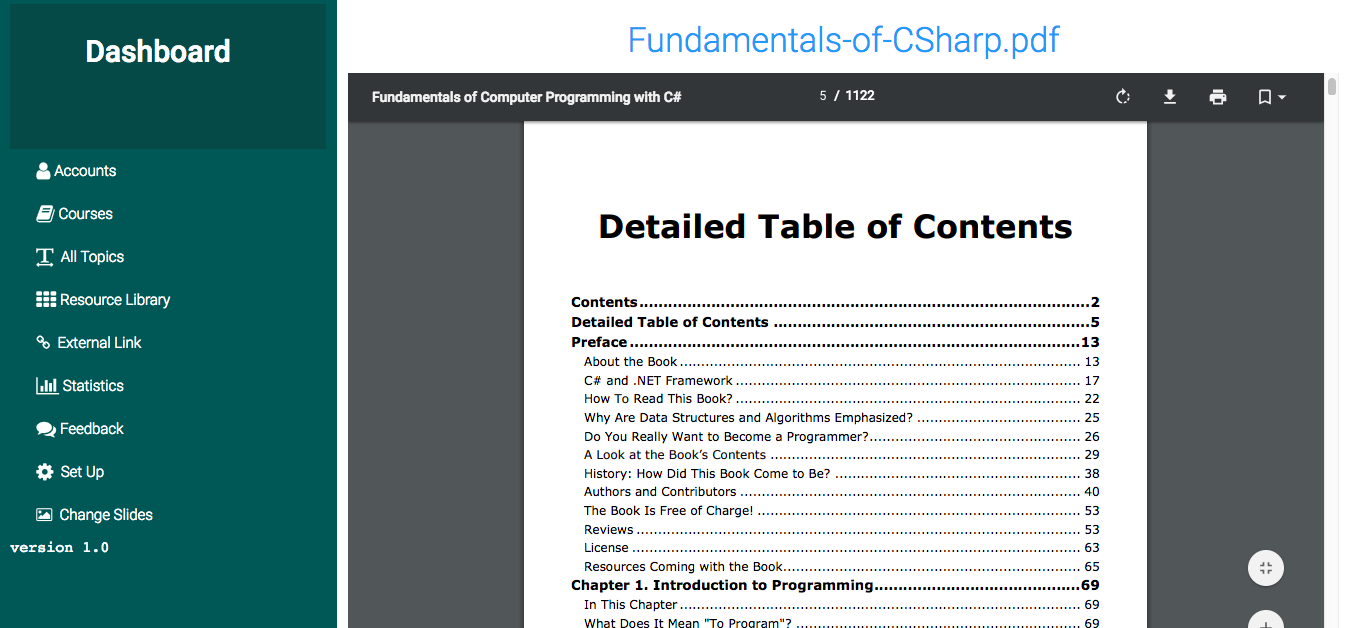 Dashboard
Accounts
Courses
All Topics
Resource Library
External Link
Statistics
Feedback
Set Up
Change Slides
version 1.0
Fundamentals-of-CSharp.pdf
Fundamentals of Computer Programming with C#
5 / 1122
Detailed Table of Contents
Contents...2
Detailed Table of Contents ...5
Preface...13
About the Book ... 13
C# and .NET Framework ... 17
How To Read This Book? ... 22
Why Are Data Structures and Algorithms Emphasized? ... 25
Do You Really Want to Become a Programmer?... 26
A Look at the Book's Contents ... 29
History: How Did This Book Come to Be? ... 38
Authors and Contributors ... 40
The Book Is Free of Charge! ... 53
Reviews ... 53
License ... 63
Resources Coming with the Book... 65
Chapter 1. Introduction to Programming...69
In This Chapter ... 69
What Does It Mean "To Program"? ... 69